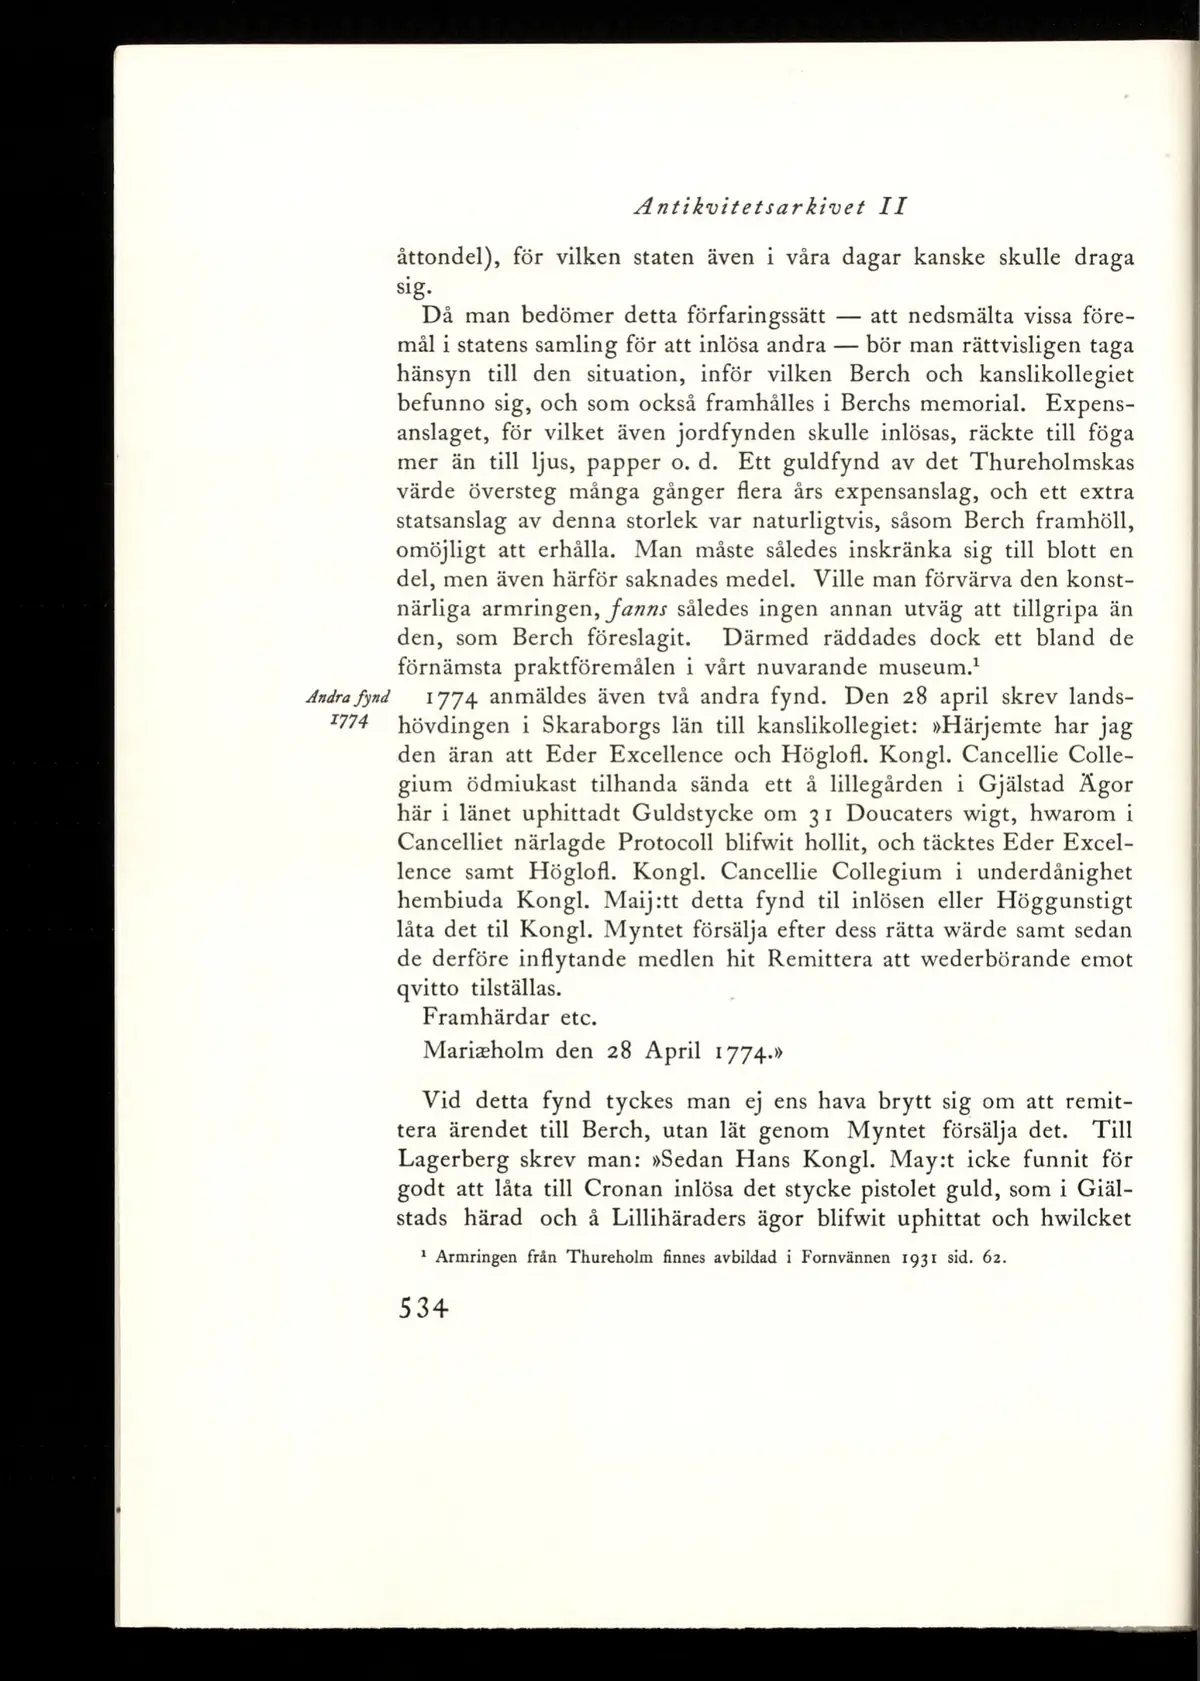 Antikvitetsarkivet II
åttondel), för vilken staten även i våra dagar kanske skulle draga
sig.
Då man bedömer detta förfaringssätt — att nedsmälta vissa före-
mål i statens samling för att inlösa andra — bör man rättvisligen taga
hänsyn till den situation, inför vilken Berch och kanslikollegiet
befunno sig, och som också framhålles i Berchs memorial. Expens-
anslaget, för vilket även jordfynden skulle inlösas, räckte till föga
mer än till ljus, papper o. d. Ett guldfynd av det Thureholmskas
värde översteg många gånger flera års expensanslag, och ett extra
statsanslag av denna storlek var naturligtvis, såsom Berch framhöll,
omöjligt att erhålla. Man måste således inskränka sig till blott en
del, men även härför saknades medel. Ville man förvärva den konst-
närliga armringen, fanns således ingen annan utväg att tillgripa än
den, som Berch föreslagit. Därmed räddades dock ett bland de
förnämsta praktföremålen i vårt nuvarande museum.¹
Andra fynd
1774
1774 anmäldes även två andra fynd. Den 28 april skrev lands-
hövdingen i Skaraborgs län till kanslikollegiet: »Härjemte har jag
den äran att Eder Excellence och Höglofl. Kongl. Cancellie Colle-
gium ödmiukast tilhanda sända ett å lillegården i Gjälstad Ägor
här i länet uphittadt Guldstycke om 31 Doucaters wigt, hwarom i
Cancelliet närlagde Protocoll blifwit hollit, och täcktes Eder Excel-
lence samt Höglofl. Kongl. Cancellie Collegium i underdånighet
hembiuda Kongl. Maij:tt detta fynd til inlösen eller Höggunstigt
låta det til Kongl. Myntet försälja efter dess rätta wärde samt sedan
de derföre inflytande medlen hit Remittera att wederbörande emot
qvitto tilställas.
Framhärdar etc.
Mariæholm den 28 April 1774.»
Vid detta fynd tyckes man ej ens hava brytt sig om att remit-
tera ärendet till Berch, utan lät genom Myntet försälja det. Till
Lagerberg skrev man: »Sedan Hans Kongl. May:t icke funnit för
godt att låta till Cronan inlösa det stycke pistolet guld, som i Giäl-
stads härad och å Lillihäraders ägor blifwit uphittat och hwilcket
¹ Armringen från Thureholm finnes avbildad i Fornvännen 1931 sid. 62.
534